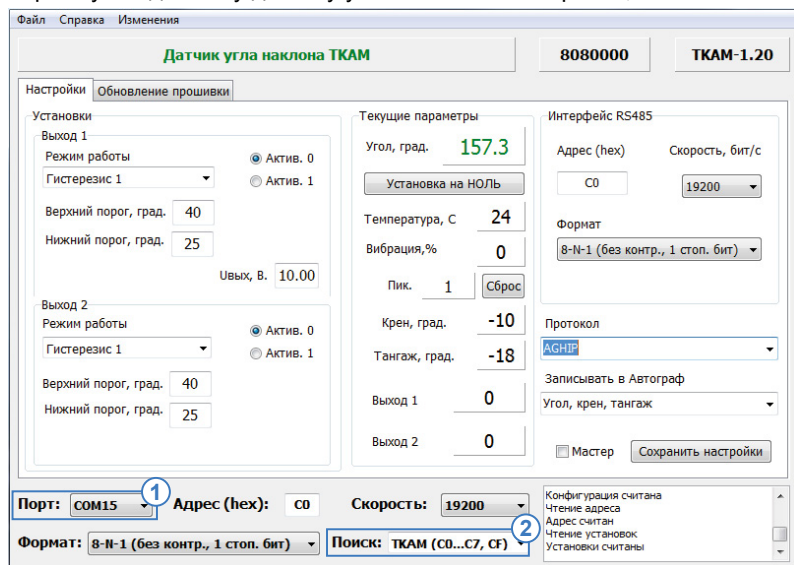 Файл Справка Изменения
Датчик угла наклона TKAM
8080000
TKAM-1.20
Настройки Обновление прошивки
Установки
Выход 1
Режим работы
Гистерезис 1
Актив. 0
Актив. 1
Верхний порог, град. 40
Нижний порог, град. 25
Uвых, В. 10.00
Выход 2
Режим работы
Гистерезис 1
Актив. 0
Актив. 1
Верхний порог, град. 40
Нижний порог, град. 25
Текущие параметры
Угол, град. 157.3
Установка на НОЛЬ
Температура, С 24
Вибрация,% 0
Пик. 1 Сброс
Крен, град. -10
Тангаж, град. -18
Выход 1 0
Выход 2 0
Интерфейс RS485
Адрес (hex) Скорость, бит/с
C0 19200
Формат
8-N-1 (без контр., 1 стоп. бит)
Протокол
AGHIP
Записывать в Автограф
Угол, крен, тангаж
Мастер Сохранить настройки
Порт: COM15 1 Адрес (hex): C0 Скорость: 19200
Формат: 8-N-1 (без контр., 1 стоп. бит) Поиск: TKAM (C0...C7, CF) 2
Конфигурация считана
Чтение адреса
Адрес считан
Чтение установок
Установки считаны